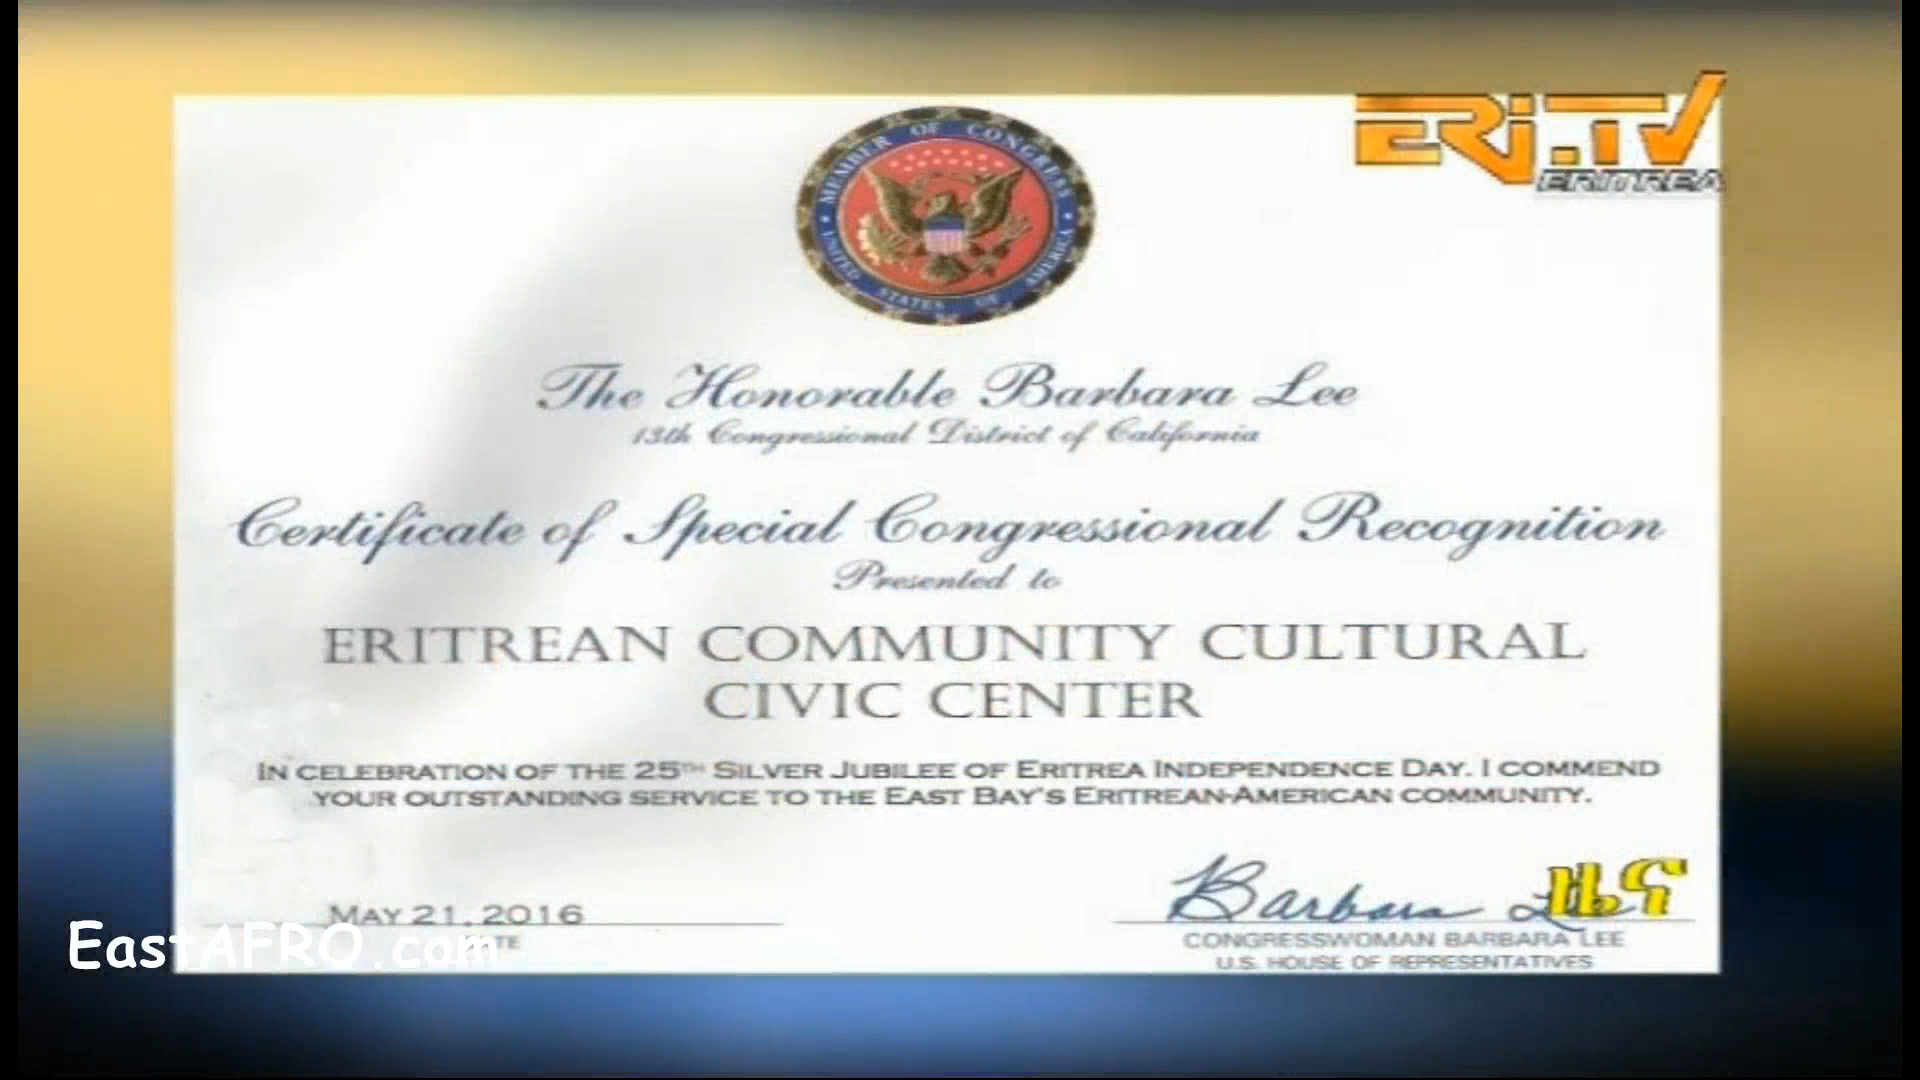 MEMBER OF CONGRESS
UNITED STATES OF AMERICA
ERi.TV
ERITREA
The Honorable Barbara Lee
13th Congressional District of California
Certificate of Special Congressional Recognition
Presented to
ERITREAN COMMUNITY CULTURAL
CIVIC CENTER
IN CELEBRATION OF THE 25TH SILVER JUBILEE OF ERITREA INDEPENDENCE DAY. I COMMEND
YOUR OUTSTANDING SERVICE TO THE EAST BAY'S ERITREAN-AMERICAN COMMUNITY.
MAY 21, 2016
Barbara Lee
ዜና
EastAFRO.com
CONGRESSWOMAN BARBARA LEE
U.S. HOUSE OF REPRESENTATIVES